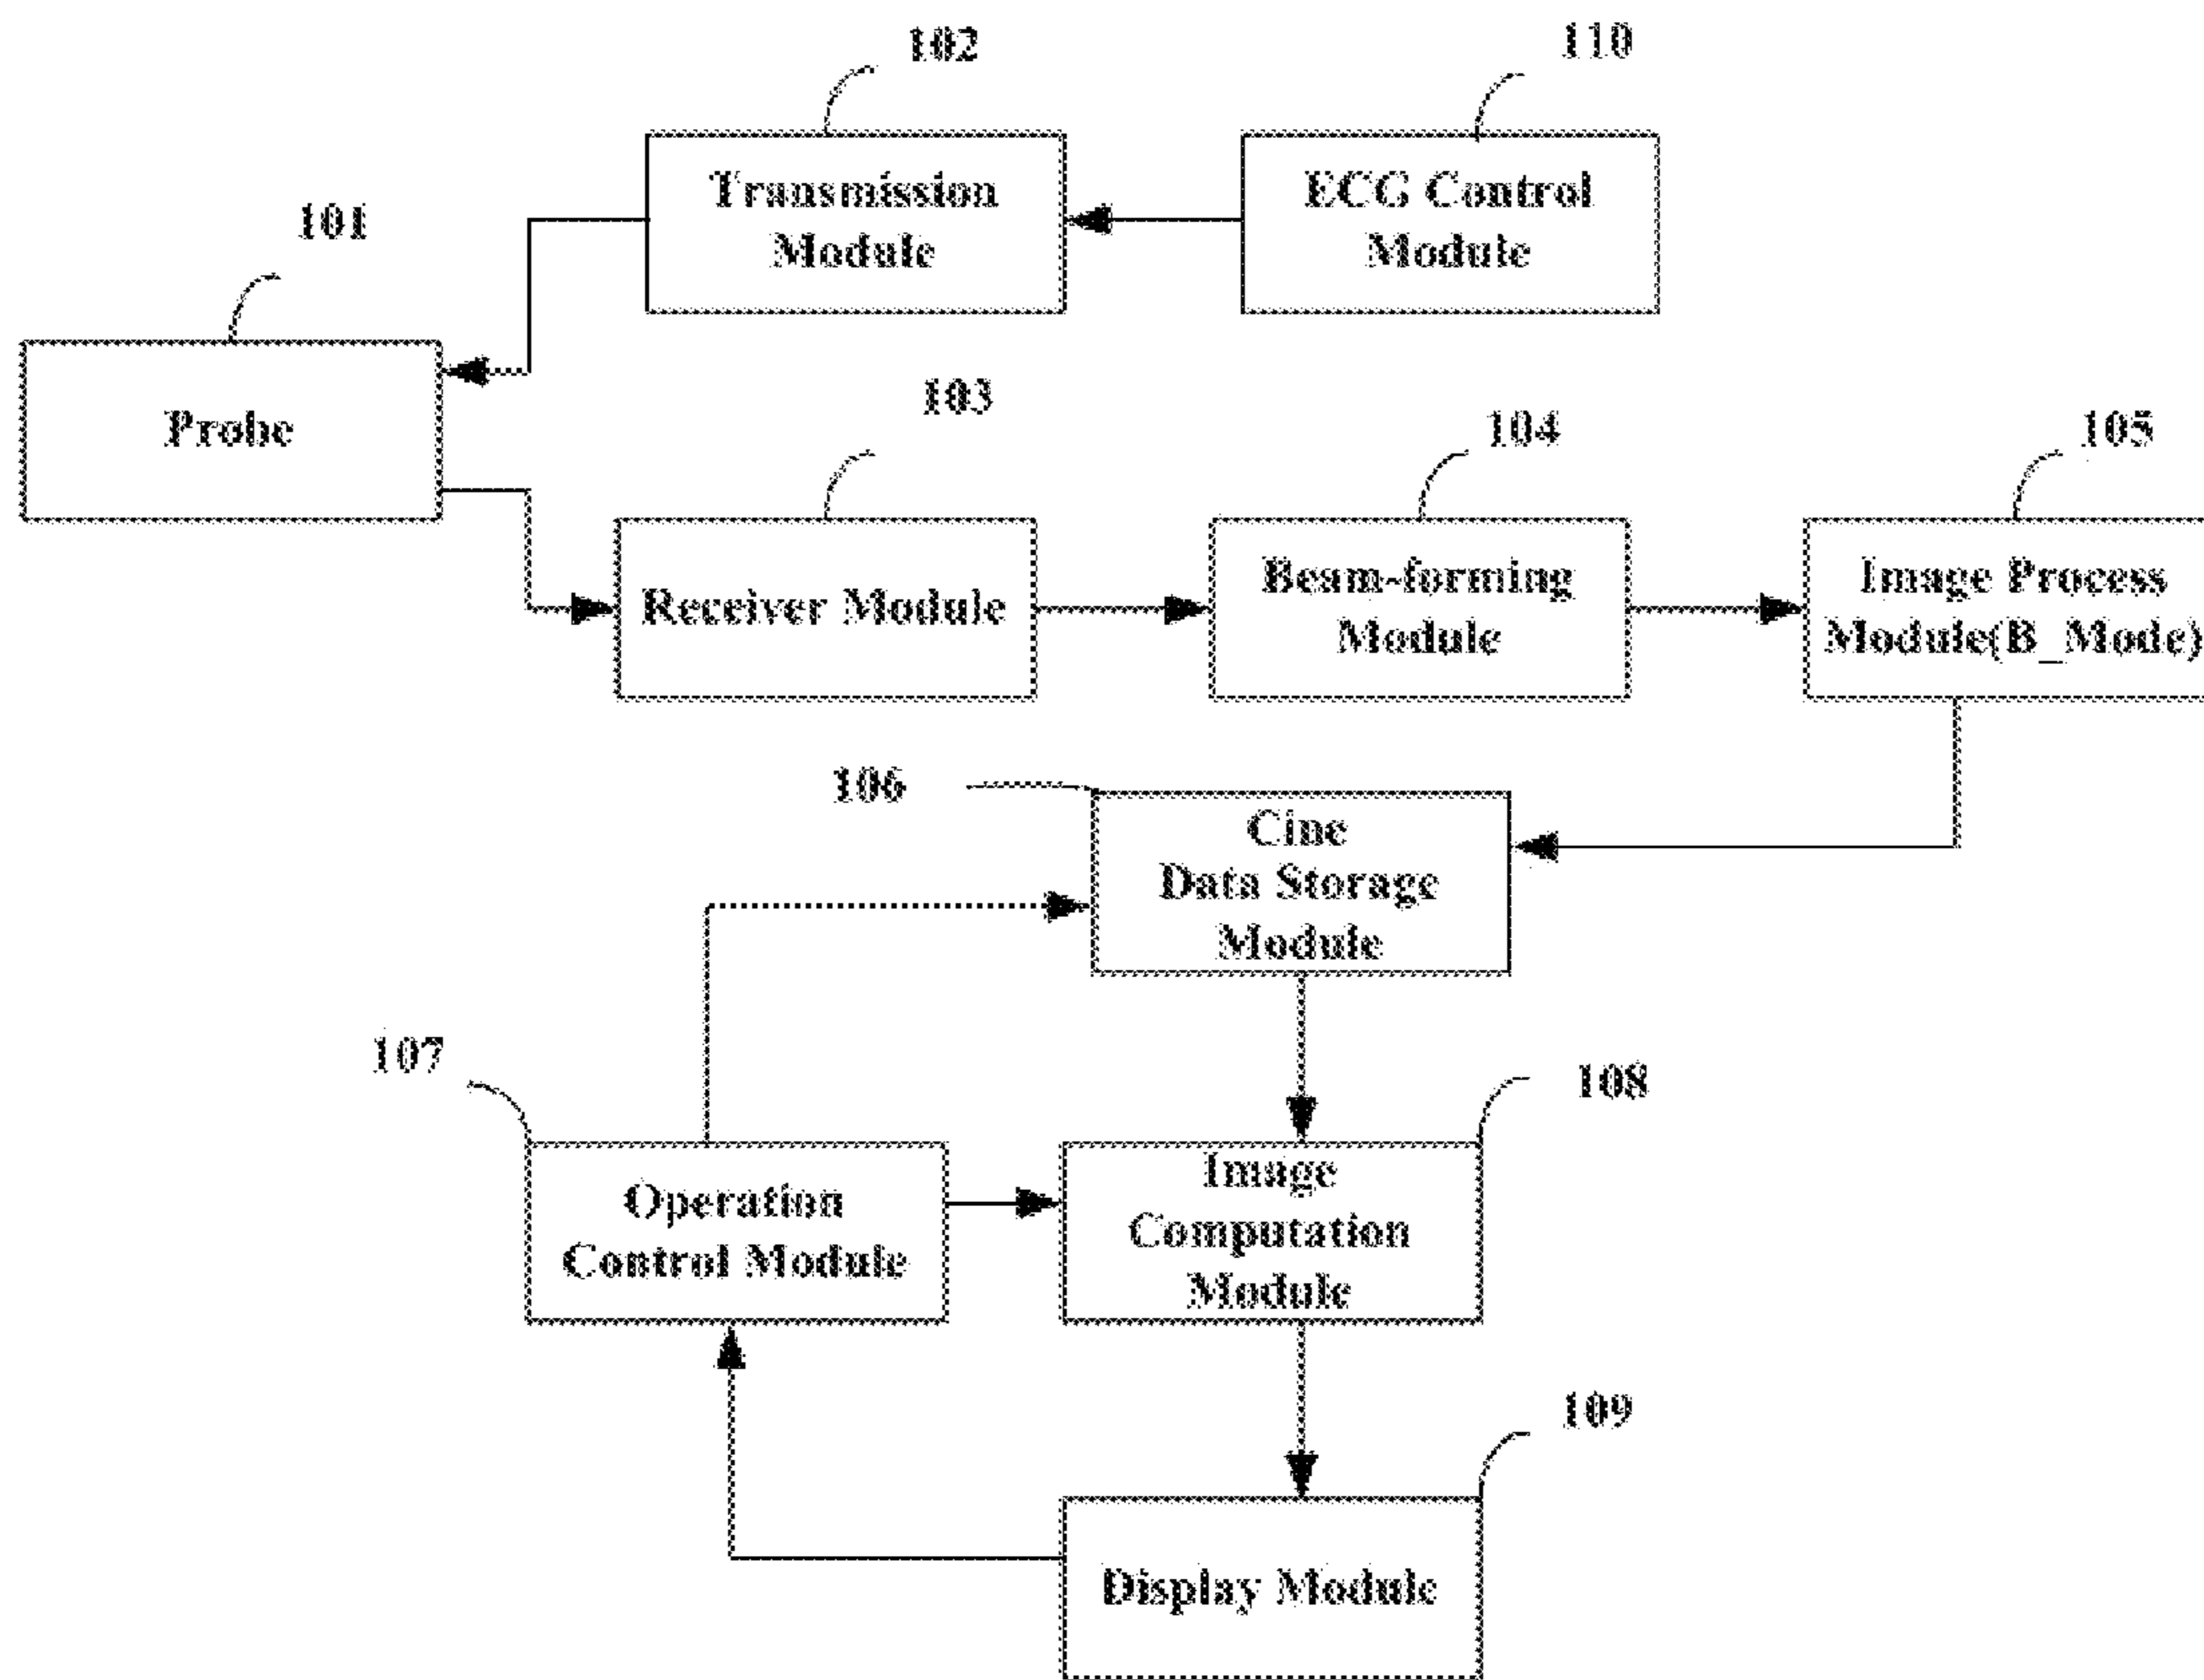 102
110
Transmission
Module
ECG Control
Module
101
Probe
103
104
105
Receiver Module
Beam-forming
Module
Image Process
Module(B_Mode)
106
Cine
Data Storage
Module
107
108
Operation
Control Module
Image
Computation
Module
109
Display Module